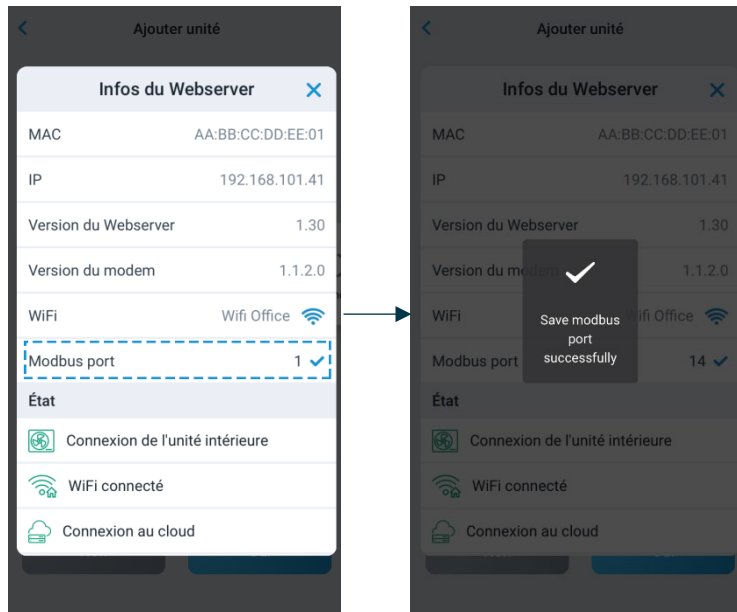 Ajouter unité
Infos du Webserver
MAC AA:BB:CC:DD:EE:01
IP 192.168.101.41
Version du Webserver 1.30
Version du modem 1.1.2.0
WiFi Wifi Office
Modbus port 1
État
Connexion de l'unité intérieure
WiFi connecté
Connexion au cloud
Ajouter unité
Infos du Webserver
MAC AA:BB:CC:DD:EE:01
IP 192.168.101.41
Version du Webserver 1.30
Version du 1.1.2.0
WiFi Office
Modbus port 14
Save modbus
port
successfully
État
Connexion de l'unité intérieure
WiFi connecté
Connexion au cloud